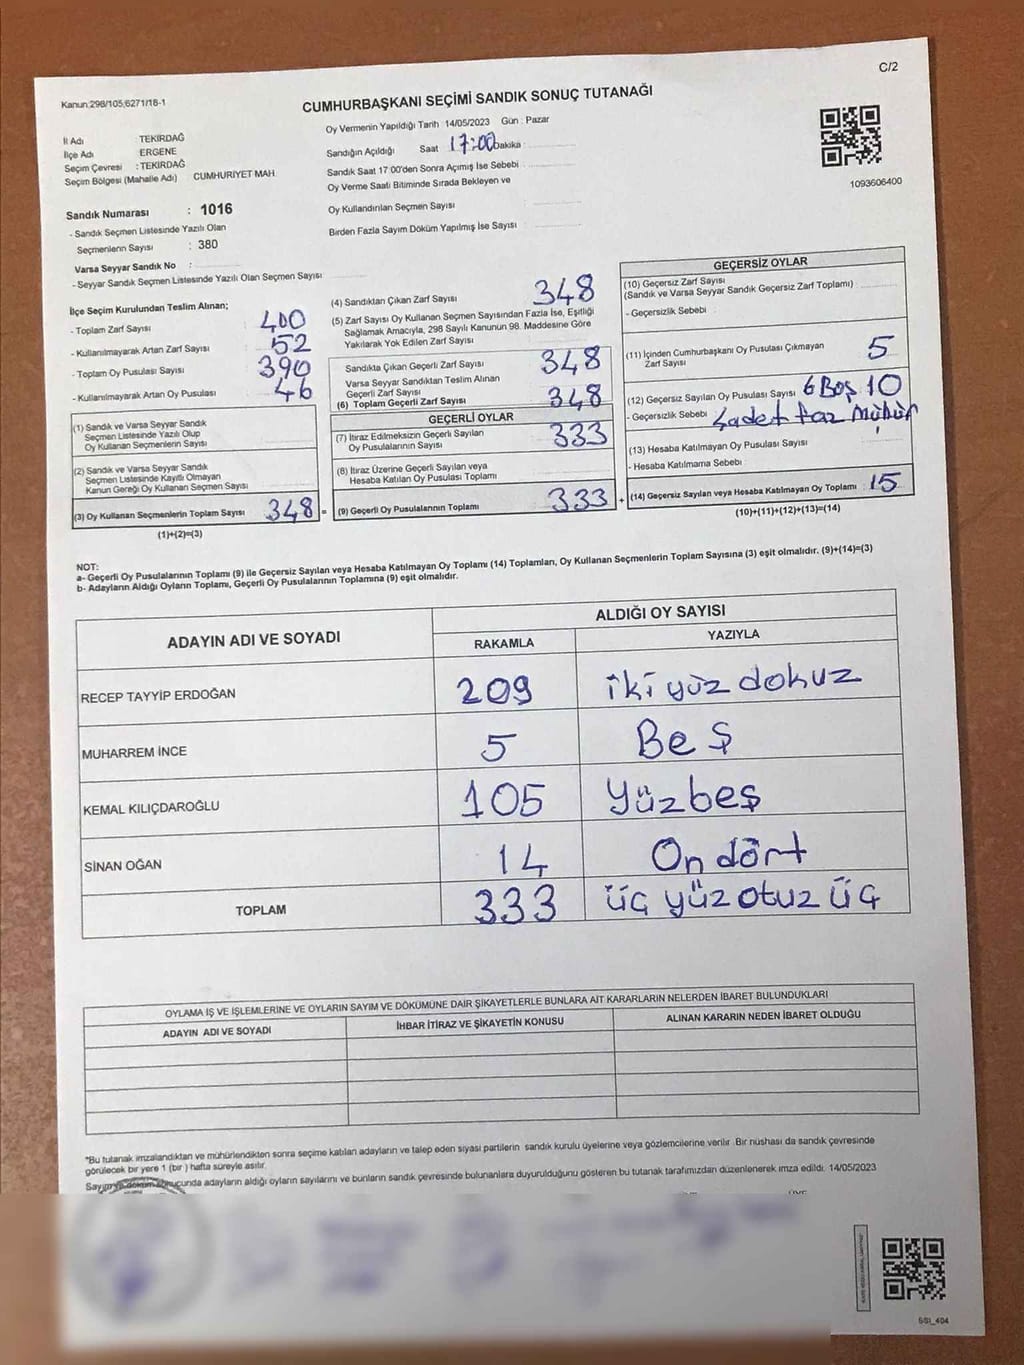 C/2
Kanun:298/105;6271/18-1
CUMHURBAŞKANI SEÇİMİ SANDIK SONUÇ TUTANAĞI
İl Adı TEKİRDAĞ
İlçe Adı ERGENE
Seçim Çevresi : TEKİRDAĞ
Seçim Bölgesi (Mahalle Adı) CUMHURİYET MAH.
Oy Vermenin Yapıldığı Tarih 14/05/2023 Gün : Pazar
Sandığın Açıldığı Saat 17:00 Dakika :
Sandık Saat 17:00'den Sonra Açılmış İse Sebebi
Oy Verme Saati Bitiminde Sırada Bekleyen ve
Oy Kullandırılan Seçmen Sayısı
Birden Fazla Sayım Döküm Yapılmış İse Sayısı
1093606400
Sandık Numarası : 1016
- Sandık Seçmen Listesinde Yazılı Olan
Seçmenlerin Sayısı : 380
Varsa Seyyar Sandık No :
- Seyyar Sandık Seçmen Listesinde Yazılı Olan Seçmen Sayısı
İlçe Seçim Kurulundan Teslim Alınan;
- Toplam Zarf Sayısı 400
- Kullanılmayarak Artan Zarf Sayısı 52
- Toplam Oy Pusulası Sayısı 390
- Kullanılmayarak Artan Oy Pusulası 46
(1) Sandık ve Varsa Seyyar Sandık
Seçmen Listesinde Yazılı Olup
Oy Kullanan Seçmenlerin Sayısı
(2) Sandık ve Varsa Seyyar Sandık
Seçmen Listesinde Kayıtlı Olmayan
Kanun Gereği Oy Kullanan Seçmen Sayısı
(3) Oy Kullanan Seçmenlerin Toplam Sayısı 348 =
(1)+(2)=(3)
(4) Sandıktan Çıkan Zarf Sayısı 348
(5) Zarf Sayısı Oy Kullanan Seçmen Sayısından Fazla İse, Eşitliği
Sağlamak Amacıyla, 298 Sayılı Kanunun 98. Maddesine Göre
Yakılarak Yok Edilen Zarf Sayısı
Sandıkta Çıkan Geçerli Zarf Sayısı 348
Varsa Seyyar Sandıktan Teslim Alınan
Geçerli Zarf Sayısı
(6) Toplam Geçerli Zarf Sayısı 348
GEÇERLİ OYLAR
(7) İtiraz Edilmeksizin Geçerli Sayılan
Oy Pusulalarının Sayısı 333
(8) İtiraz Üzerine Geçerli Sayılan veya
Hesaba Katılan Oy Pusulası Toplamı
(9) Geçerli Oy Pusulalarının Toplamı 333 +
GEÇERSİZ OYLAR
(10) Geçersiz Zarf Sayısı
(Sandık ve Varsa Seyyar Sandık Geçersiz Zarf Toplamı) :
- Geçersizlik Sebebi :
(11) İçinden Cumhurbaşkanı Oy Pusulası Çıkmayan
Zarf Sayısı 5
(12) Geçersiz Sayılan Oy Pusulası Sayısı 6 Boş 10
- Geçersizlik Sebebi Mühür
(13) Hesaba Katılmayan Oy Pusulası Sayısı
- Hesaba Katılmama Sebebi
(14) Geçersiz Sayılan veya Hesaba Katılmayan Oy Toplamı : 15
(10)+(11)+(12)+(13)=(14)
NOT:
a- Geçerli Oy Pusulalarının Toplamı (9) ile Geçersiz Sayılan veya Hesaba Katılmayan Oy Toplamı (14) Toplamları, Oy Kullanan Seçmenlerin Toplam Sayısına (3) eşit olmalıdır. (9)+(14)=(3)
b- Adayların Aldığı Oyların Toplamı, Geçerli Oy Pusulalarının Toplamına (9) eşit olmalıdır.
ADAYIN ADI VE SOYADI
ALDIĞI OY SAYISI
RAKAMLA YAZIYLA
RECEP TAYYİP ERDOĞAN 209 iki yüz dokuz
MUHARREM İNCE 5 Beş
KEMAL KILIÇDAROĞLU 105 Yüzbeş
SİNAN OĞAN 14 On dört
TOPLAM 333 üç yüz otuz üç
OYLAMA İŞ VE İŞLEMLERİNE VE OYLARIN SAYIM VE DÖKÜMÜNE DAİR ŞİKAYETLERLE BUNLARA AİT KARARLARIN NELERDEN İBARET BULUNDUKLARI
ADAYIN ADI VE SOYADI İHBAR İTİRAZ VE ŞİKAYETİN KONUSU ALINAN KARARIN NEDEN İBARET OLDUĞU
*Bu tutanak imzalandıktan ve mühürlendikten sonra seçime katılan adayların ve talep eden siyasi partilerin sandık kurulu üyelerine veya gözlemcilerine verilir. Bir nüshası da sandık çevresinde
görülecek bir yere 1 (bir) hafta süreyle asılır.
Sayım ve döküm sonucunda adayların aldığı oyların sayılarını ve bunların sandık çevresinde bulunanlara duyurulduğunu gösteren bu tutanak tarafımızdan düzenlenerek imza edildi. 14/05/2023
SSI_404